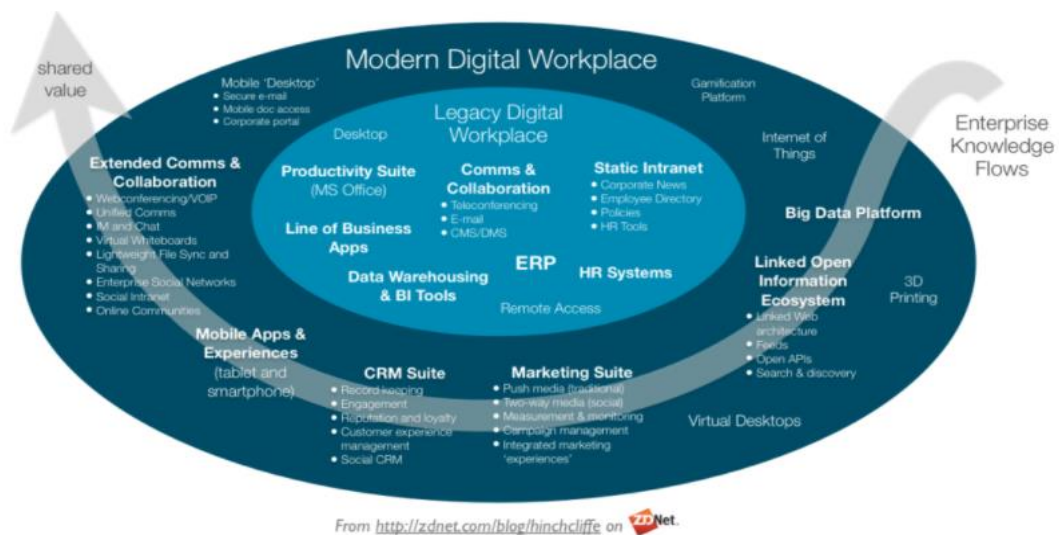 Modern Digital Workplace
shared
value
Mobile 'Desktop'
• Secure e-mail
• Mobile doc access
• Corporate portal
Gamification
Platform
Enterprise
Knowledge
Flows
Legacy Digital
Workplace
Desktop
Internet of
Things
Extended Comms &
Collaboration
• Webconferencing/VOIP
• Unified Comms
• IM and Chat
• Virtual Whiteboards
• Lightweight File Sync and
Sharing
• Enterprise Social Networks
• Social Intranet
• Online Communities
Productivity Suite
(MS Office)
Comms &
Collaboration
• Teleconferencing
• E-mail
• CMS/DMS
Static Intranet
• Corporate News
• Employee Directory
• Policies
• HR Tools
Line of Business
Apps
Big Data Platform
ERP
HR Systems
Data Warehousing
& BI Tools
Remote Access
Linked Open
Information
Ecosystem
• Linked Web
architecture
• Feeds
• Open APIs
• Search & discovery
3D
Printing
Mobile Apps &
Experiences
(tablet and
smartphone)
CRM Suite
• Record keeping
• Engagement
• Reputation and loyalty
• Customer experience
management
• Social CRM
Marketing Suite
• Push media (traditional)
• Two-way media (social)
• Measurement & monitoring
• Campaign management
• Integrated marketing
'experiences'
Virtual Desktops
From http://zdnet.com/blog/hinchcliffe on ZDNet.